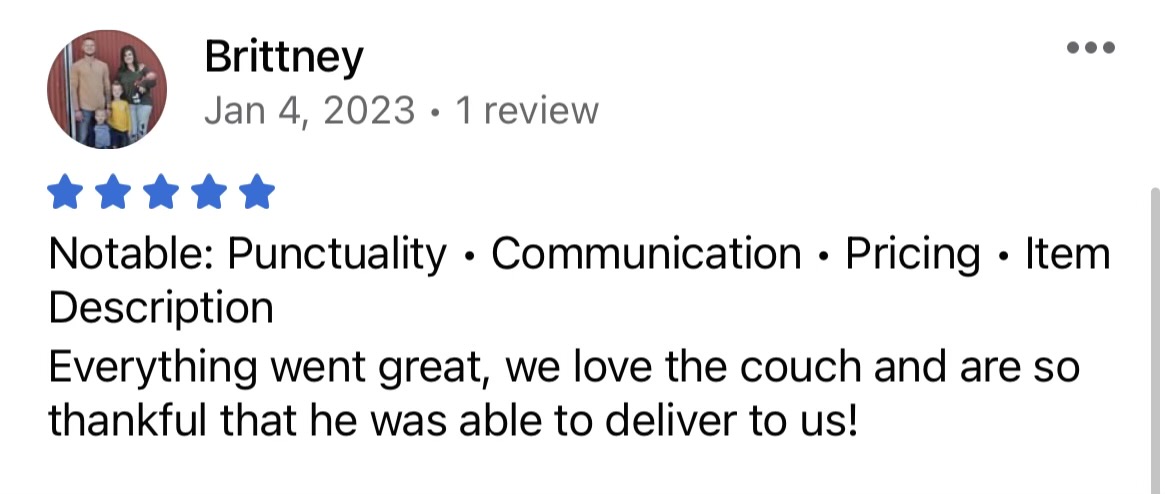 Brittney
Jan 4, 2023 • 1 review
Notable: Punctuality • Communication • Pricing • Item
Description
Everything went great, we love the couch and are so
thankful that he was able to deliver to us!